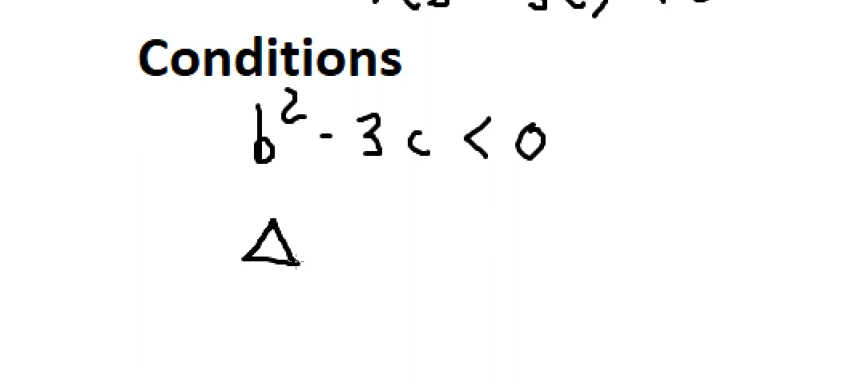 Conditions
b² - 3c < 0
Δ